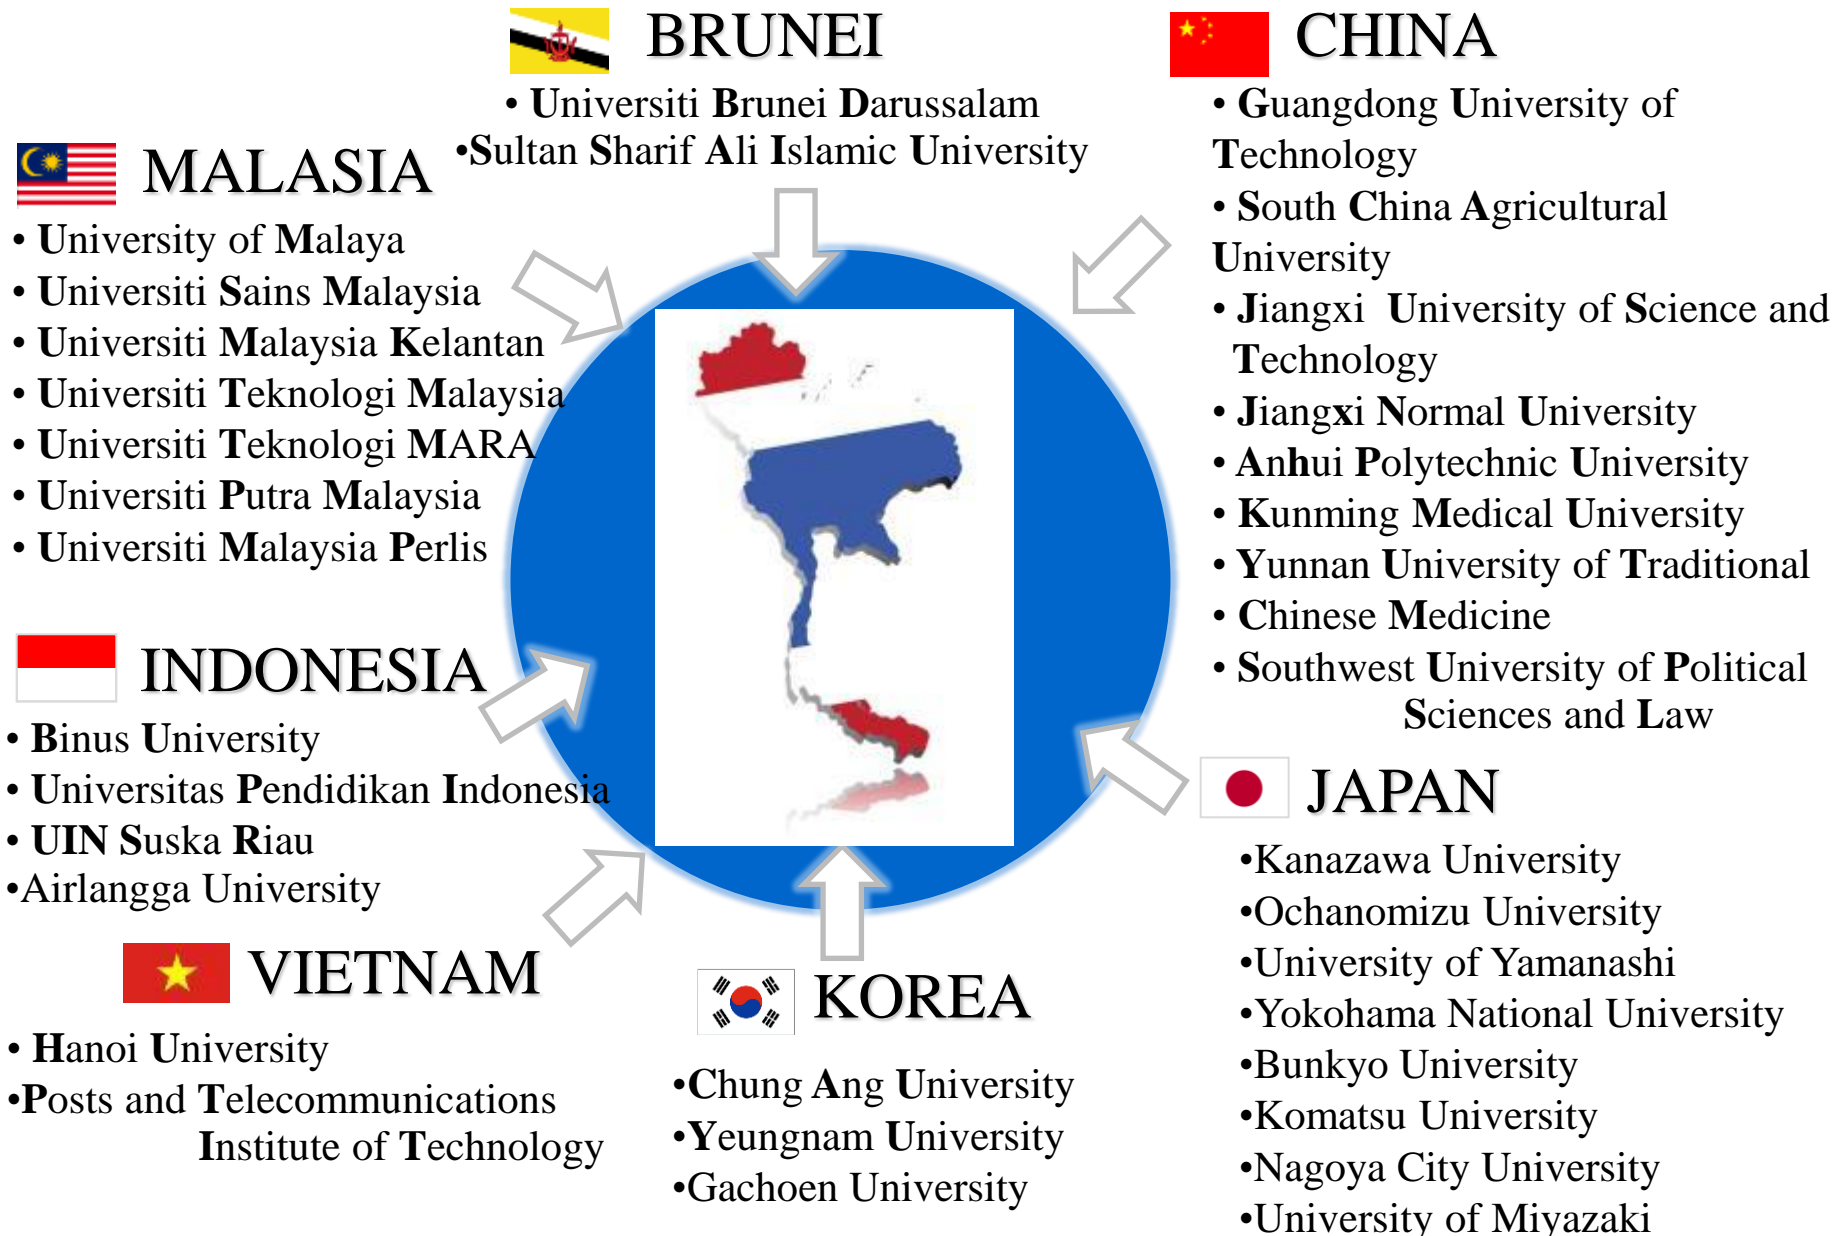 BRUNEI
• Universiti Brunei Darussalam
•Sultan Sharif Ali Islamic University
CHINA
• Guangdong University of
Technology
• South China Agricultural
University
• Jiangxi University of Science and
Technology
• Jiangxi Normal University
• Anhui Polytechnic University
• Kunming Medical University
• Yunnan University of Traditional
• Chinese Medicine
• Southwest University of Political
Sciences and Law
MALASIA
• University of Malaya
• Universiti Sains Malaysia
• Universiti Malaysia Kelantan
• Universiti Teknologi Malaysia
• Universiti Teknologi MARA
• Universiti Putra Malaysia
• Universiti Malaysia Perlis
INDONESIA
• Binus University
• Universitas Pendidikan Indonesia
• UIN Suska Riau
•Airlangga University
JAPAN
•Kanazawa University
•Ochanomizu University
•University of Yamanashi
•Yokohama National University
•Bunkyo University
•Komatsu University
•Nagoya City University
•University of Miyazaki
VIETNAM
• Hanoi University
•Posts and Telecommunications
Institute of Technology
KOREA
•Chung Ang University
•Yeungnam University
•Gachoen University